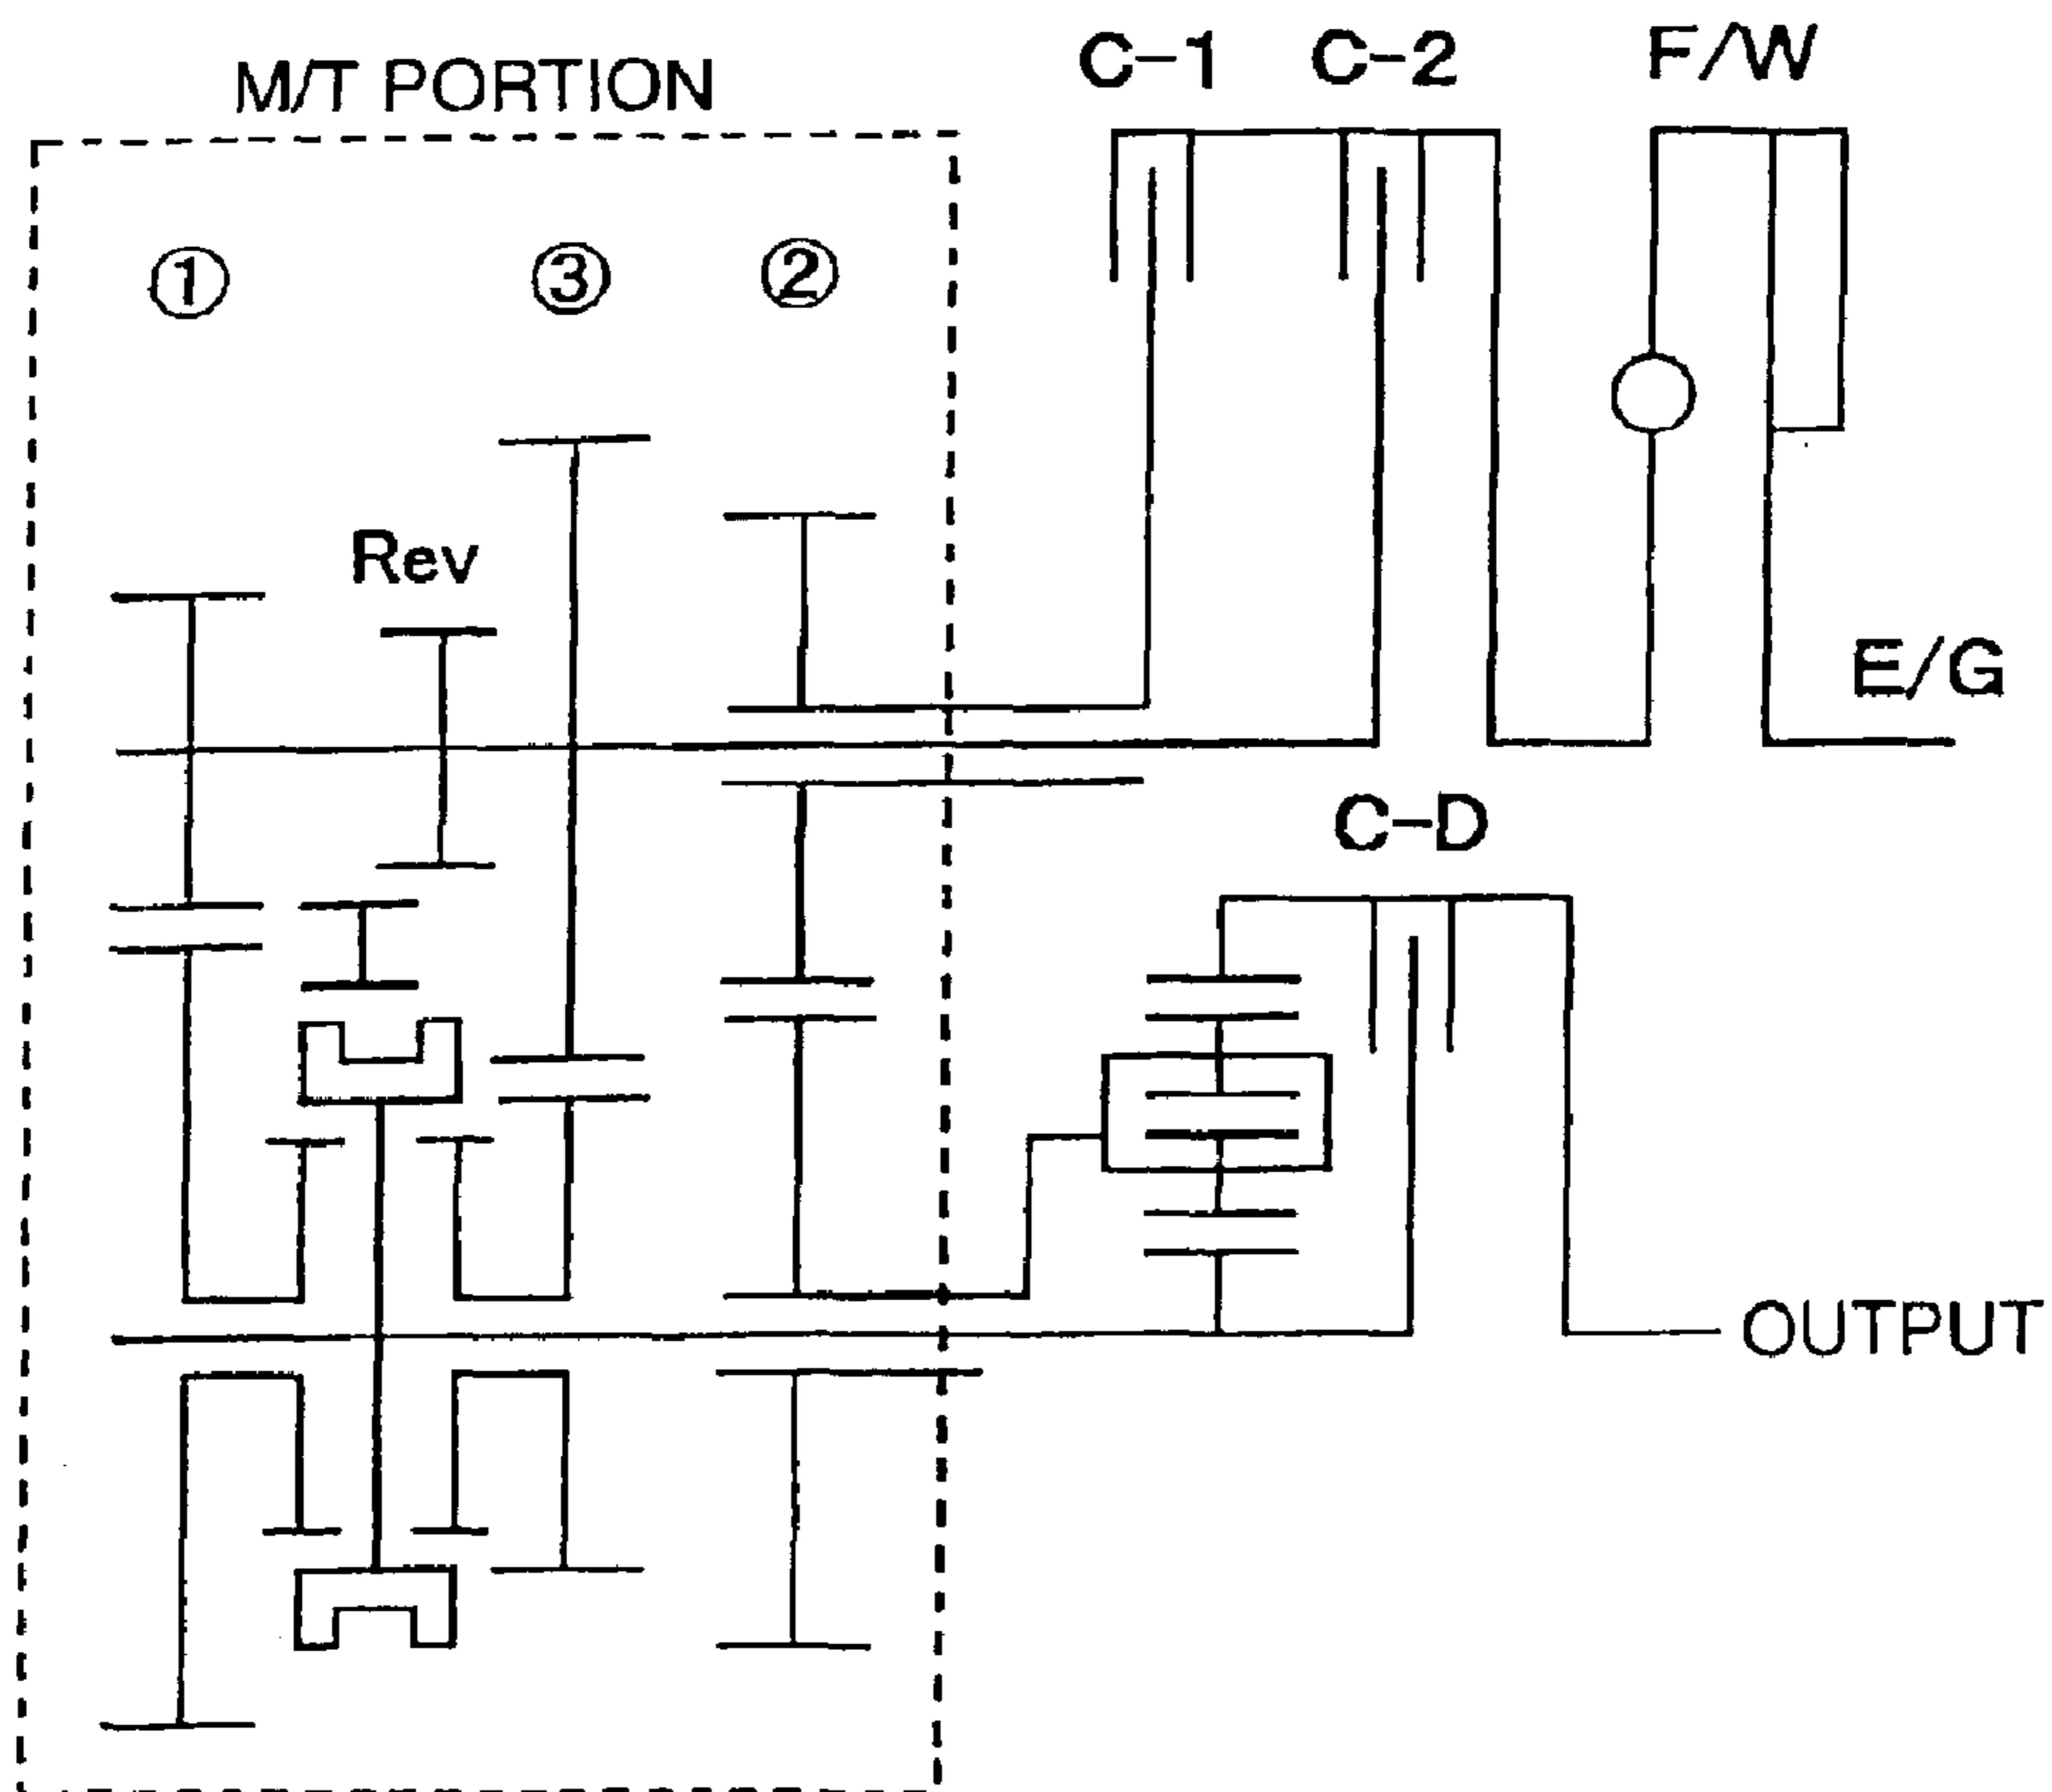 M/T PORTION
C-1
C-2
F/W
①
③
②
Rev
E/G
C-D
OUTPUT